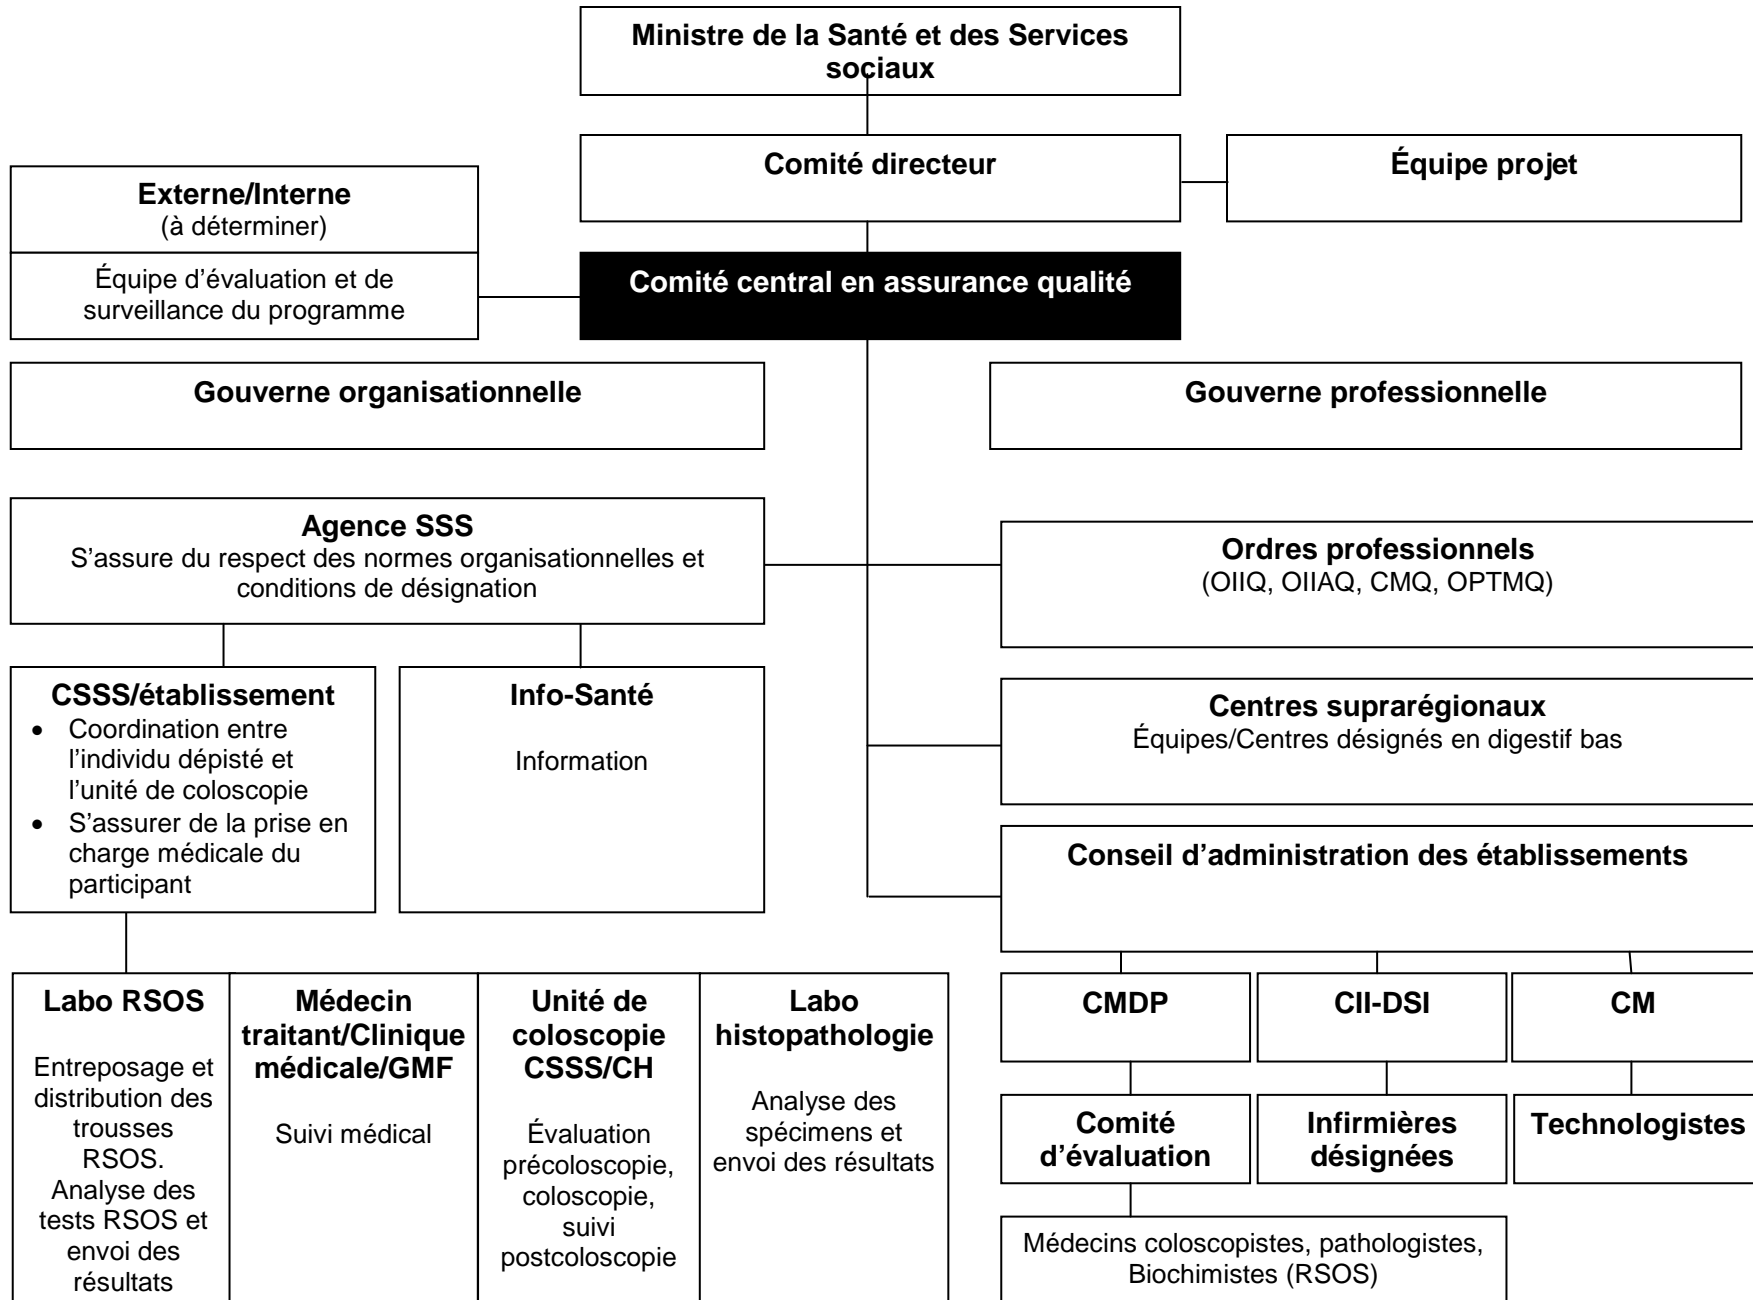 Ministre de la Santé et des Services
sociaux
Comité directeur
Équipe projet
Externe/Interne
(à déterminer)
Équipe d’évaluation et de
surveillance du programme
Comité central en assurance qualité
Gouverne organisationnelle
Gouverne professionnelle
Agence SSS
S’assure du respect des normes organisationnelles et
conditions de désignation
Ordres professionnels
(OIIQ, OIIAQ, CMQ, OPTMQ)
CSSS/établissement
• Coordination entre
l’individu dépisté et
l’unité de coloscopie
• S’assurer de la prise en
charge médicale du
participant
Info-Santé
Information
Centres suprarégionaux
Équipes/Centres désignés en digestif bas
Conseil d’administration des établissements
Labo RSOS
Entreposage et
distribution des
trousses
RSOS.
Analyse des
tests RSOS et
envoi des
résultats
Médecin
traitant/Clinique
médicale/GMF
Suivi médical
Unité de
coloscopie
CSSS/CH
Évaluation
précoloscopie,
coloscopie,
suivi
postcoloscopie
Labo
histopathologie
Analyse des
spécimens et
envoi des résultats
CMDP
CII-DSI
CM
Comité
d’évaluation
Infirmières
désignées
Technologistes
Médecins coloscopistes, pathologistes,
Biochimistes (RSOS)